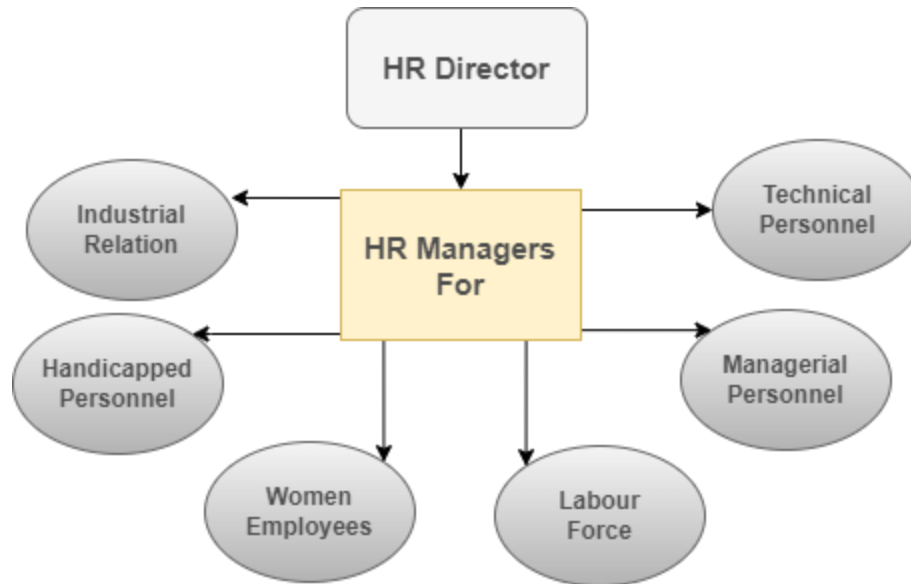 HR Director
HR Managers
For
Industrial
Relation
Technical
Personnel
Handicapped
Personnel
Managerial
Personnel
Women
Employees
Labour
Force